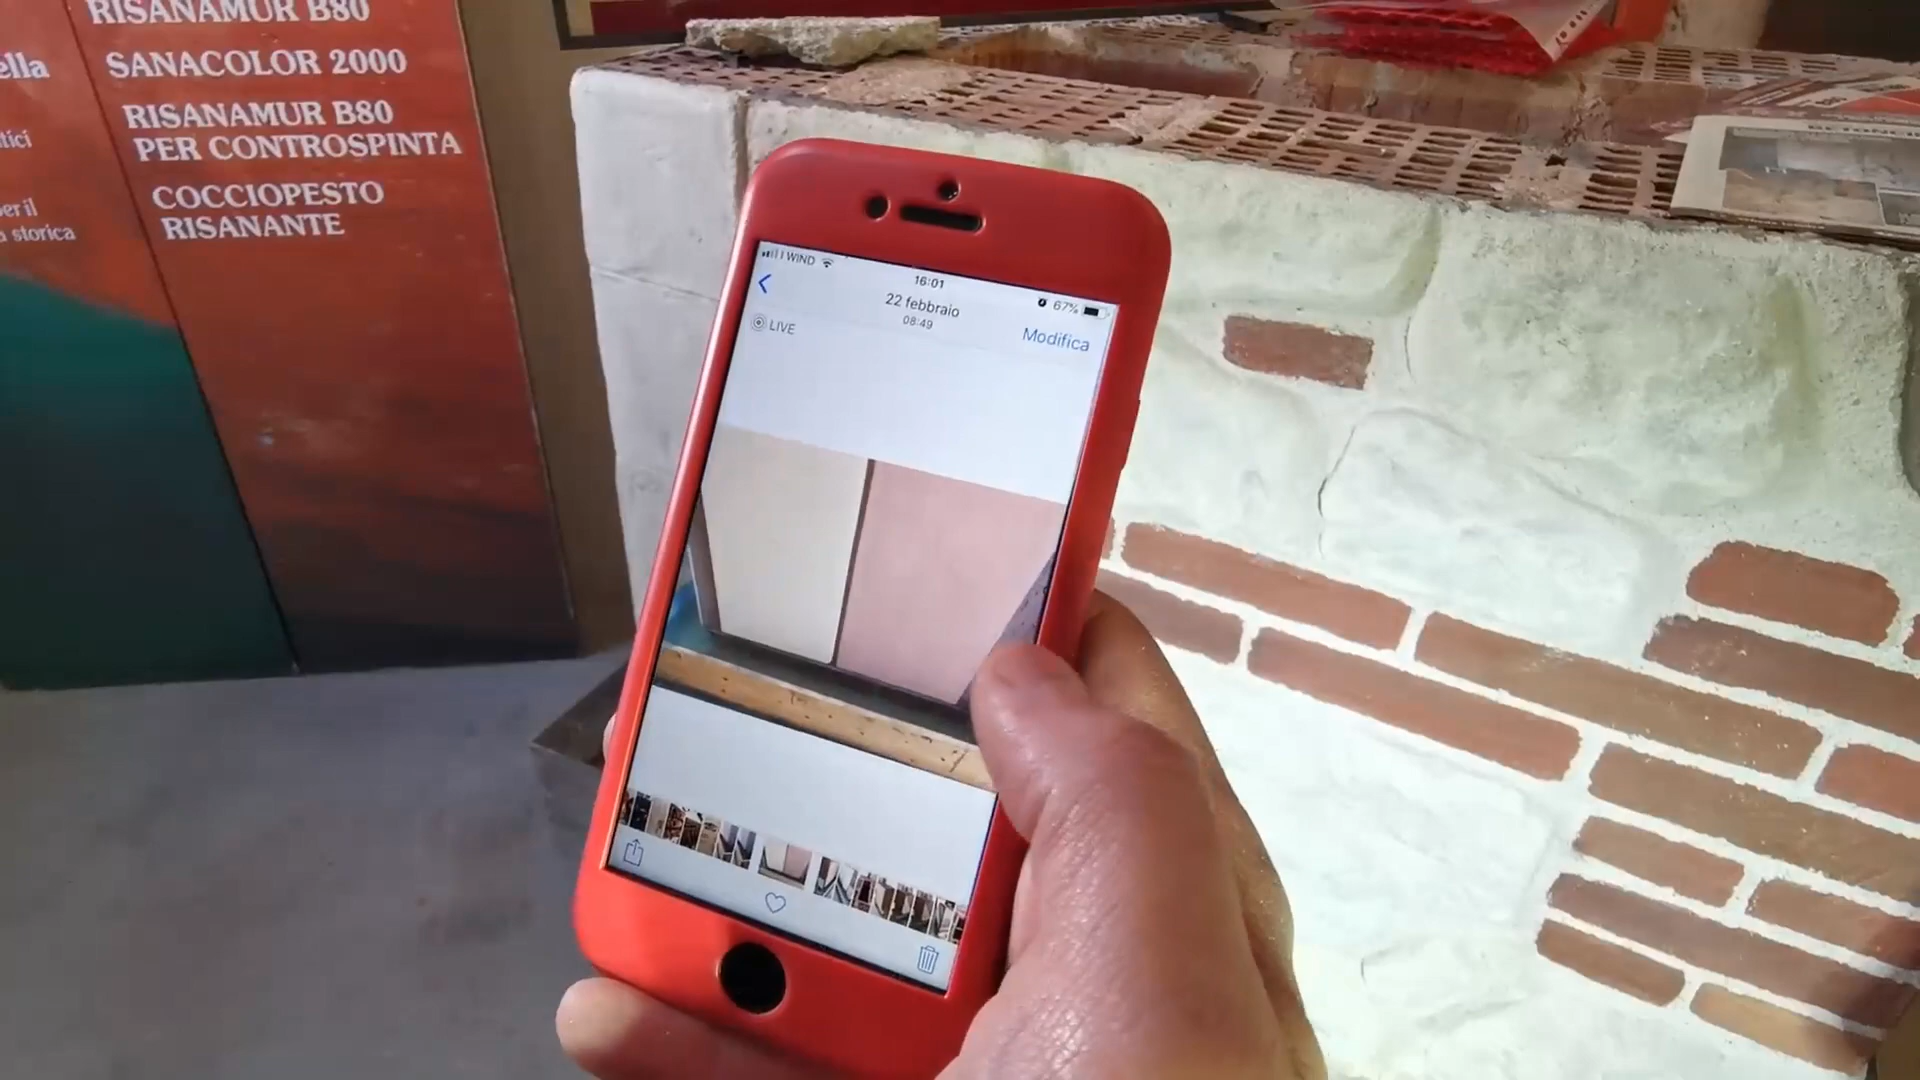 RISANAMUR B80
SANACOLOR 2000
RISANAMUR B80
PER CONTROSPINTA
COCCIOPESTO
RISANANTE
ella
tici
per il
a storica
WIND
16:01
67%
22 febbraio
08:49
LIVE
Modifica